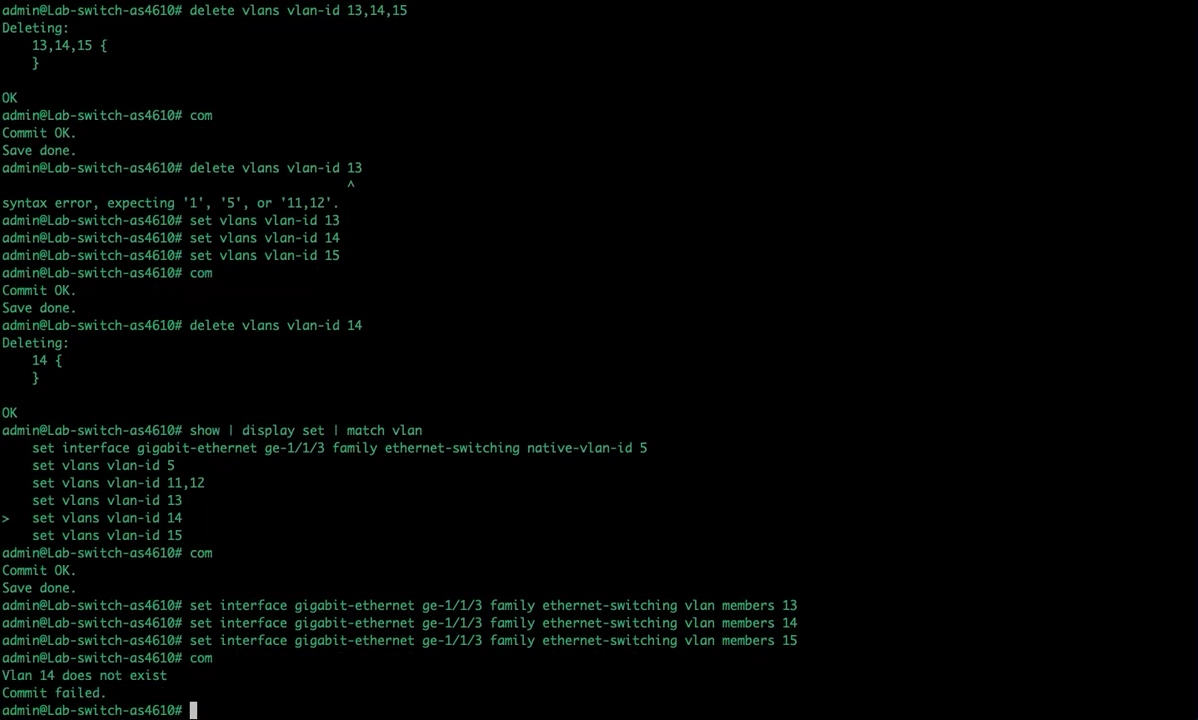 admin@Lab-switch-as4610# delete vlans vlan-id 13,14,15
Deleting:
    13,14,15 {
    }
OK
admin@Lab-switch-as4610# com
Commit OK.
Save done.
admin@Lab-switch-as4610# delete vlans vlan-id 13
^
syntax error, expecting '1', '5', or '11,12'.
admin@Lab-switch-as4610# set vlans vlan-id 13
admin@Lab-switch-as4610# set vlans vlan-id 14
admin@Lab-switch-as4610# set vlans vlan-id 15
admin@Lab-switch-as4610# com
Commit OK.
Save done.
admin@Lab-switch-as4610# delete vlans vlan-id 14
Deleting:
    14 {
    }
OK
admin@Lab-switch-as4610# show | display set | match vlan
    set interface gigabit-ethernet ge-1/1/3 family ethernet-switching native-vlan-id 5
    set vlans vlan-id 5
    set vlans vlan-id 11,12
    set vlans vlan-id 13
>   set vlans vlan-id 14
    set vlans vlan-id 15
admin@Lab-switch-as4610# com
Commit OK.
Save done.
admin@Lab-switch-as4610# set interface gigabit-ethernet ge-1/1/3 family ethernet-switching vlan members 13
admin@Lab-switch-as4610# set interface gigabit-ethernet ge-1/1/3 family ethernet-switching vlan members 14
admin@Lab-switch-as4610# set interface gigabit-ethernet ge-1/1/3 family ethernet-switching vlan members 15
admin@Lab-switch-as4610# com
Vlan 14 does not exist
Commit failed.
admin@Lab-switch-as4610#